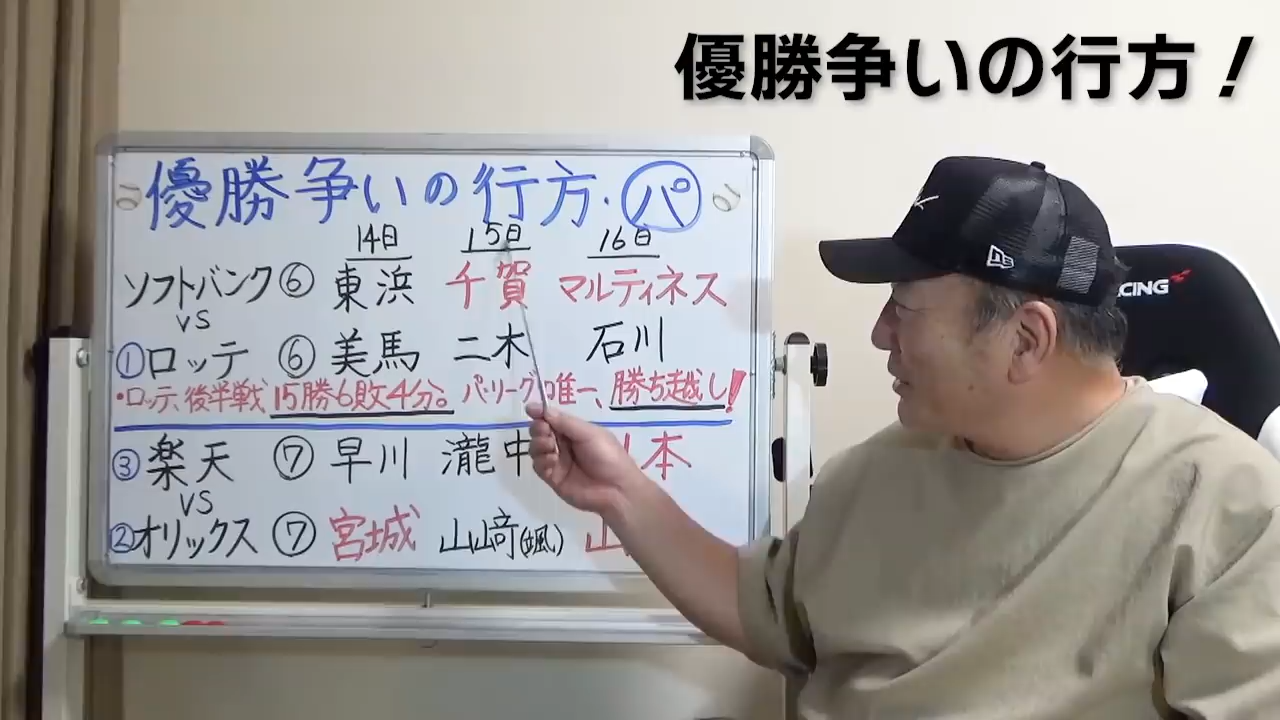 優勝争いの行方!
優勝争いの行方・パ
14日 15日 16日
ソフトバンク⑥ 東浜 千賀 マルティネス
VS
①ロッテ ⑥ 美馬 二木 石川
・ロッテ、後半戦 15勝6敗4分。パ・リーグ唯一、勝ち越し!
③楽天 ⑦ 早川 瀧中 本
VS
②オリックス ⑦ 宮城 山﨑(颯) 山
CING